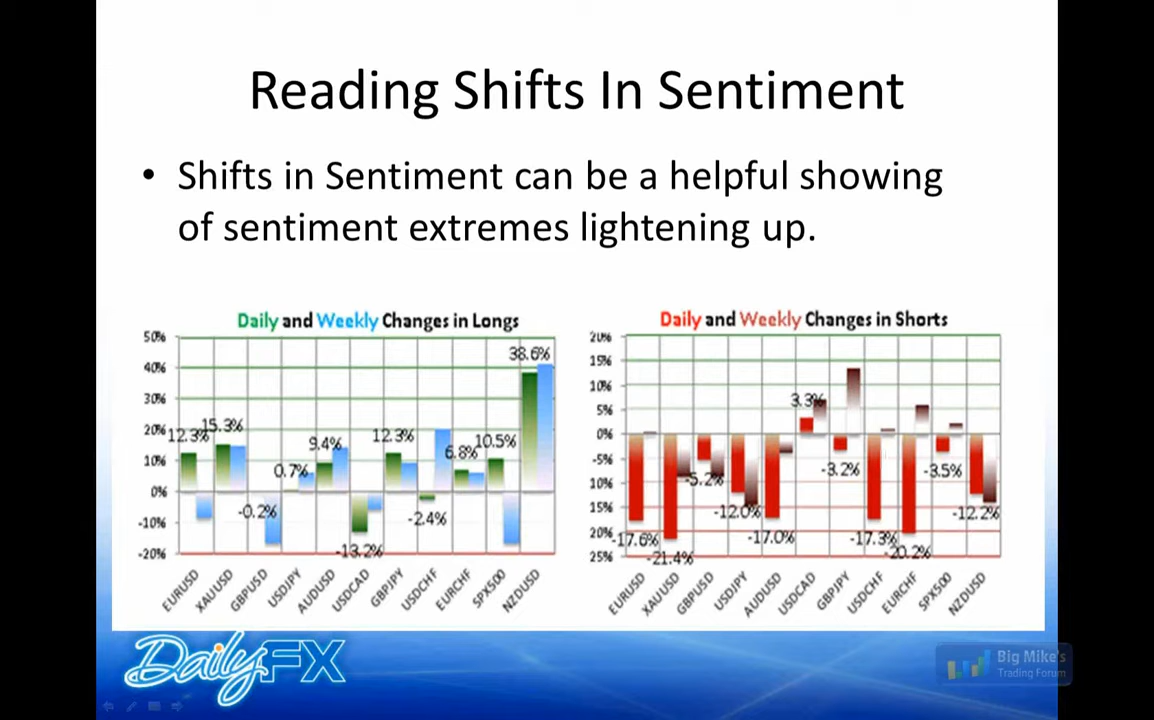 Reading Shifts In Sentiment
• Shifts in Sentiment can be a helpful showing
of sentiment extremes lightening up.
Daily and Weekly Changes in Longs
50%
40%
30%
20%
10%
0%
-10%
-20%
12.3%
15.3%
-0.2%
0.7%
9.4%
-13.2%
12.3%
-2.4%
6.8%
10.5%
38.6%
EURUSD
XAUUSD
GBPUSD
USDJPY
AUDUSD
USDCAD
GBPJPY
USDCHF
EURCHF
SPX500
NZDUSD
Daily and Weekly Changes in Shorts
20%
15%
10%
5%
0%
-5%
10%
15%
20%
25%
-17.6%
-21.4%
-5.2%
-12.0%
-17.0%
3.3%
-3.2%
-17.3%
-20.2%
-3.5%
-12.2%
EURUSD
XAUUSD
GBPUSD
USDJPY
AUDUSD
USDCAD
GBPJPY
USDCHF
EURCHF
SPX500
NZDUSD
DailyFX
Big Mike's
Trading Forum